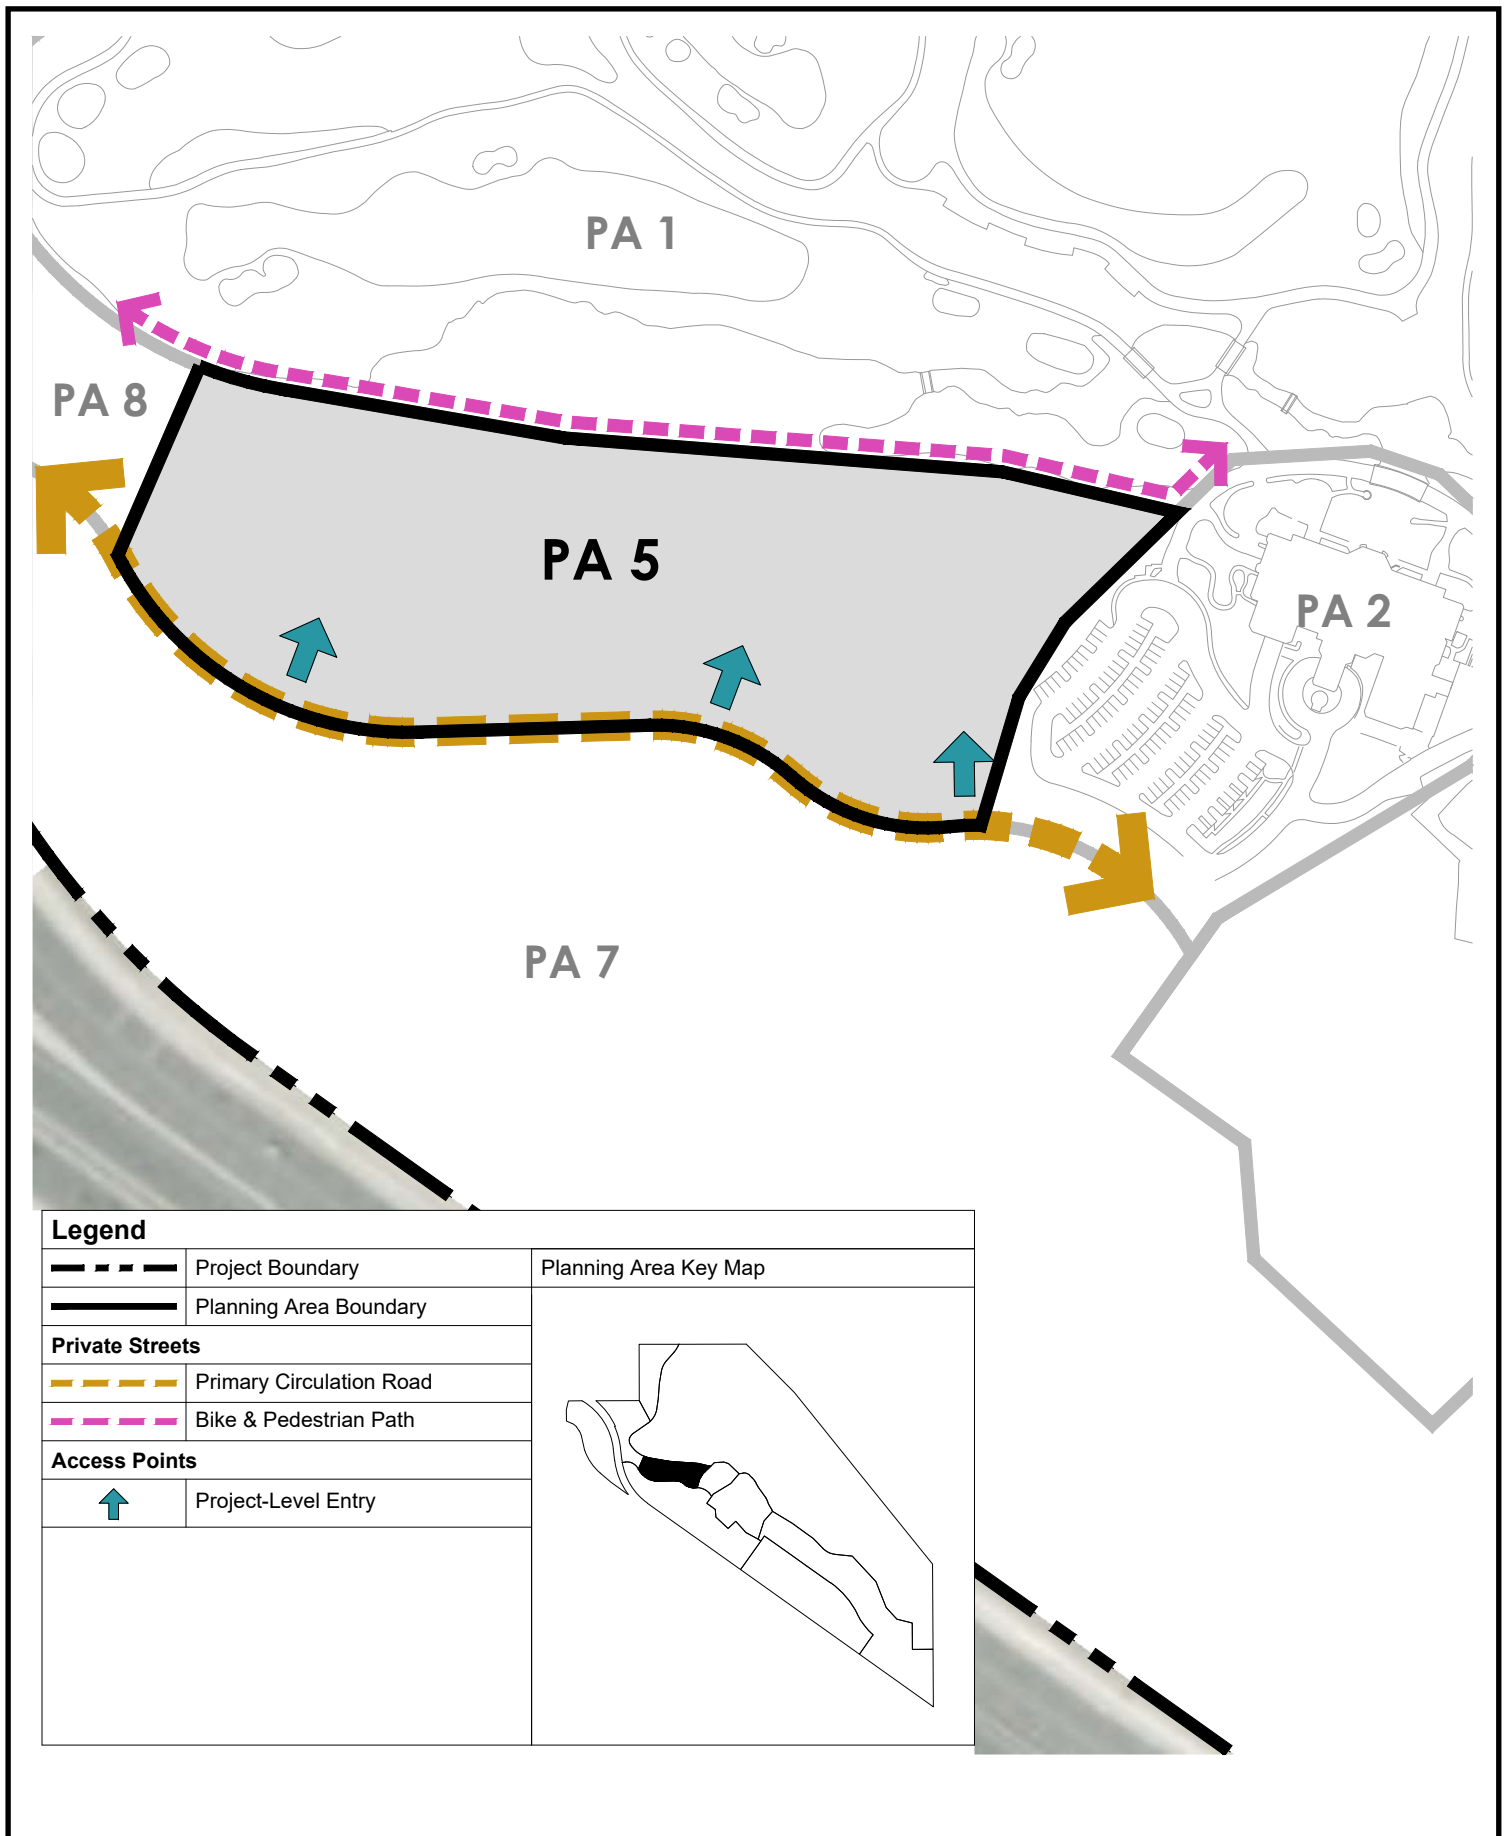 PA 1
PA 8
PA 5
PA 2
PA 7
Legend
Project Boundary
Planning Area Key Map
Planning Area Boundary
Private Streets
Primary Circulation Road
Bike & Pedestrian Path
Access Points
Project-Level Entry